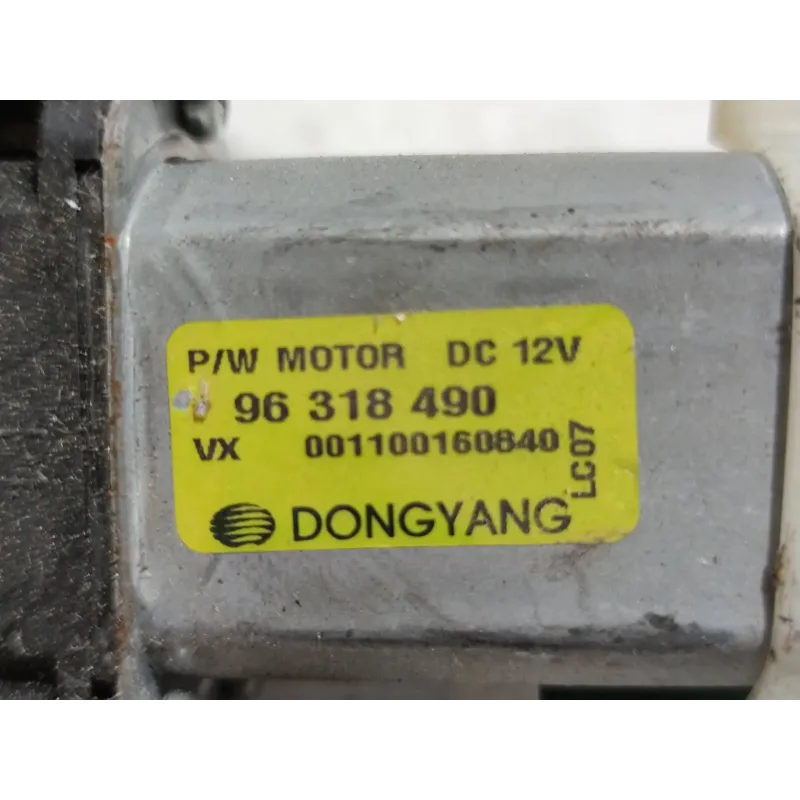 P/W MOTOR DC 12V
96 318 490
VX 001100160840
LC07
DONGYANG